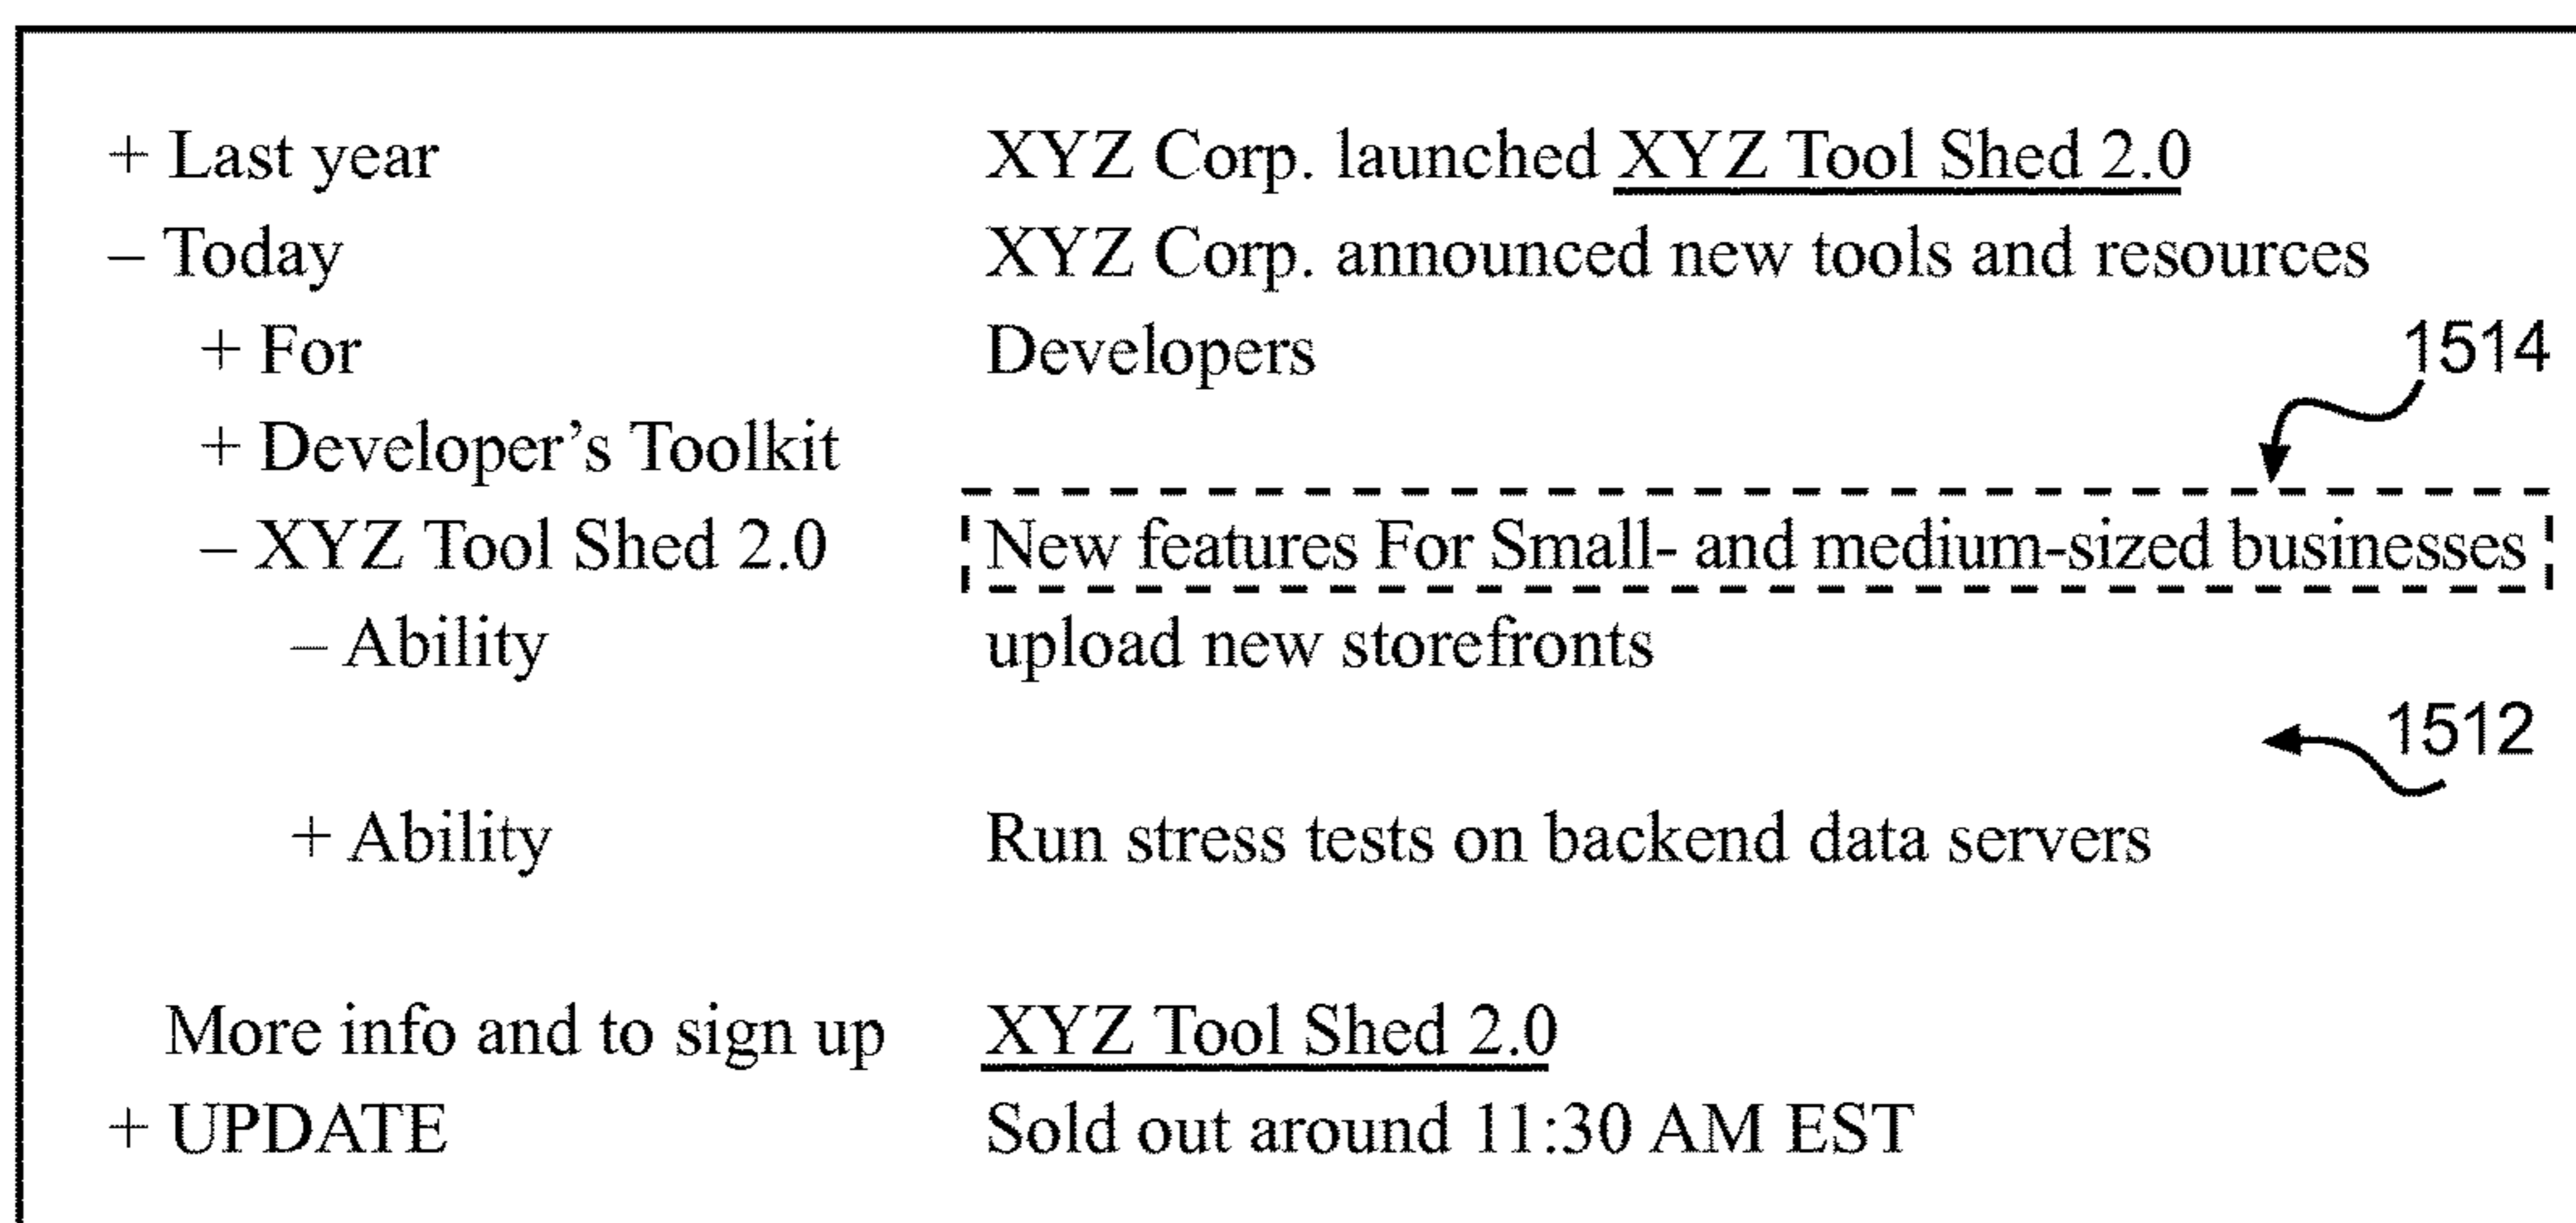 + Last year XYZ Corp. launched XYZ Tool Shed 2.0
– Today XYZ Corp. announced new tools and resources
+ For Developers 1514
+ Developer’s Toolkit
– XYZ Tool Shed 2.0 New features For Small- and medium-sized businesses
– Ability upload new storefronts
1512
+ Ability Run stress tests on backend data servers
More info and to sign up XYZ Tool Shed 2.0
+ UPDATE Sold out around 11:30 AM EST